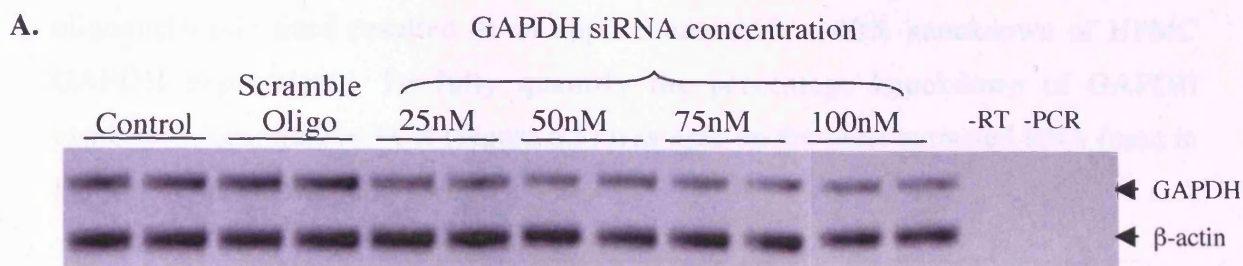 A. GAPDH siRNA concentration
Scramble
Control Oligo 25nM 50nM 75nM 100nM -RT -PCR
GAPDH
β-actin